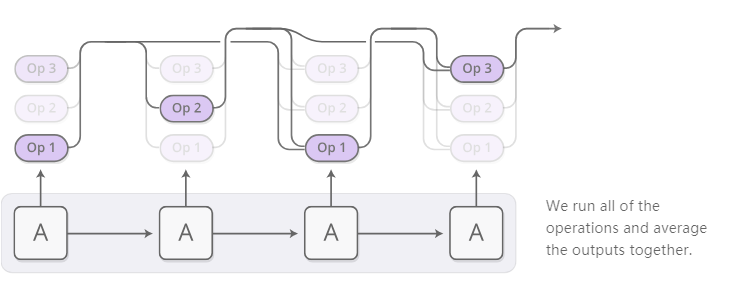 Op 3 Op 3 Op 3 Op 3
Op 2 Op 2 Op 2 Op 2
Op 1 Op 1 Op 1 Op 1
A A A A
We run all of the
operations and average
the outputs together.